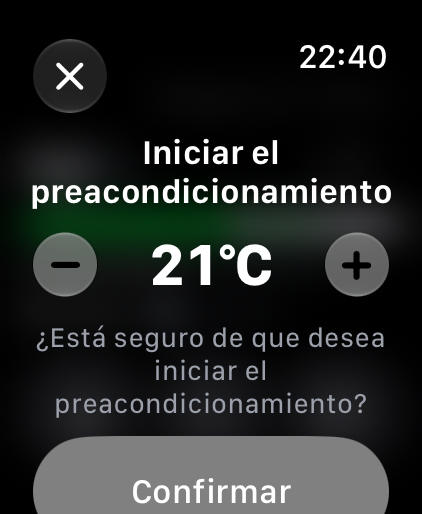 22:40
Iniciar el
preacondicionamiento
21°C
¿Está seguro de que desea
iniciar el
preacondicionamiento?
Confirmar